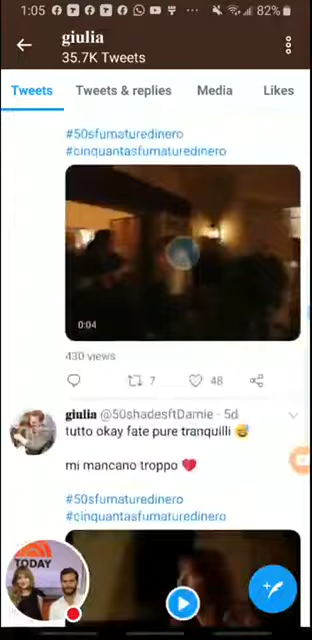 1:05
82%
giulia
35.7K Tweets
Tweets
Tweets & replies
Media
Likes
#50sfumaturedinero
#cinquantasfumaturedinero
0:04
430 views
7
48
giulia @50shadesftDamie · 5d
tutto okay fate pure tranquilli 😅
mi mancano troppo ❤️
#50sfumaturedinero
#cinquantasfumaturedinero
TODAY